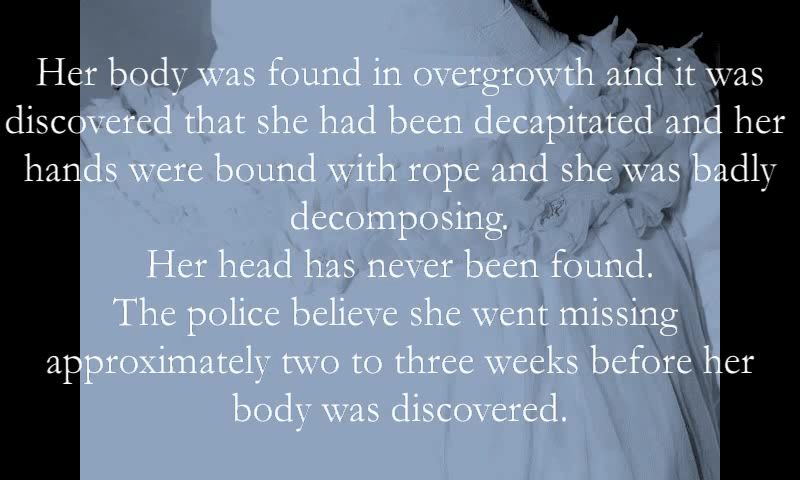 Her body was found in overgrowth and it was
discovered that she had been decapitated and her
hands were bound with rope and she was badly
decomposing.
Her head has never been found.
The police believe she went missing
approximately two to three weeks before her
body was discovered.